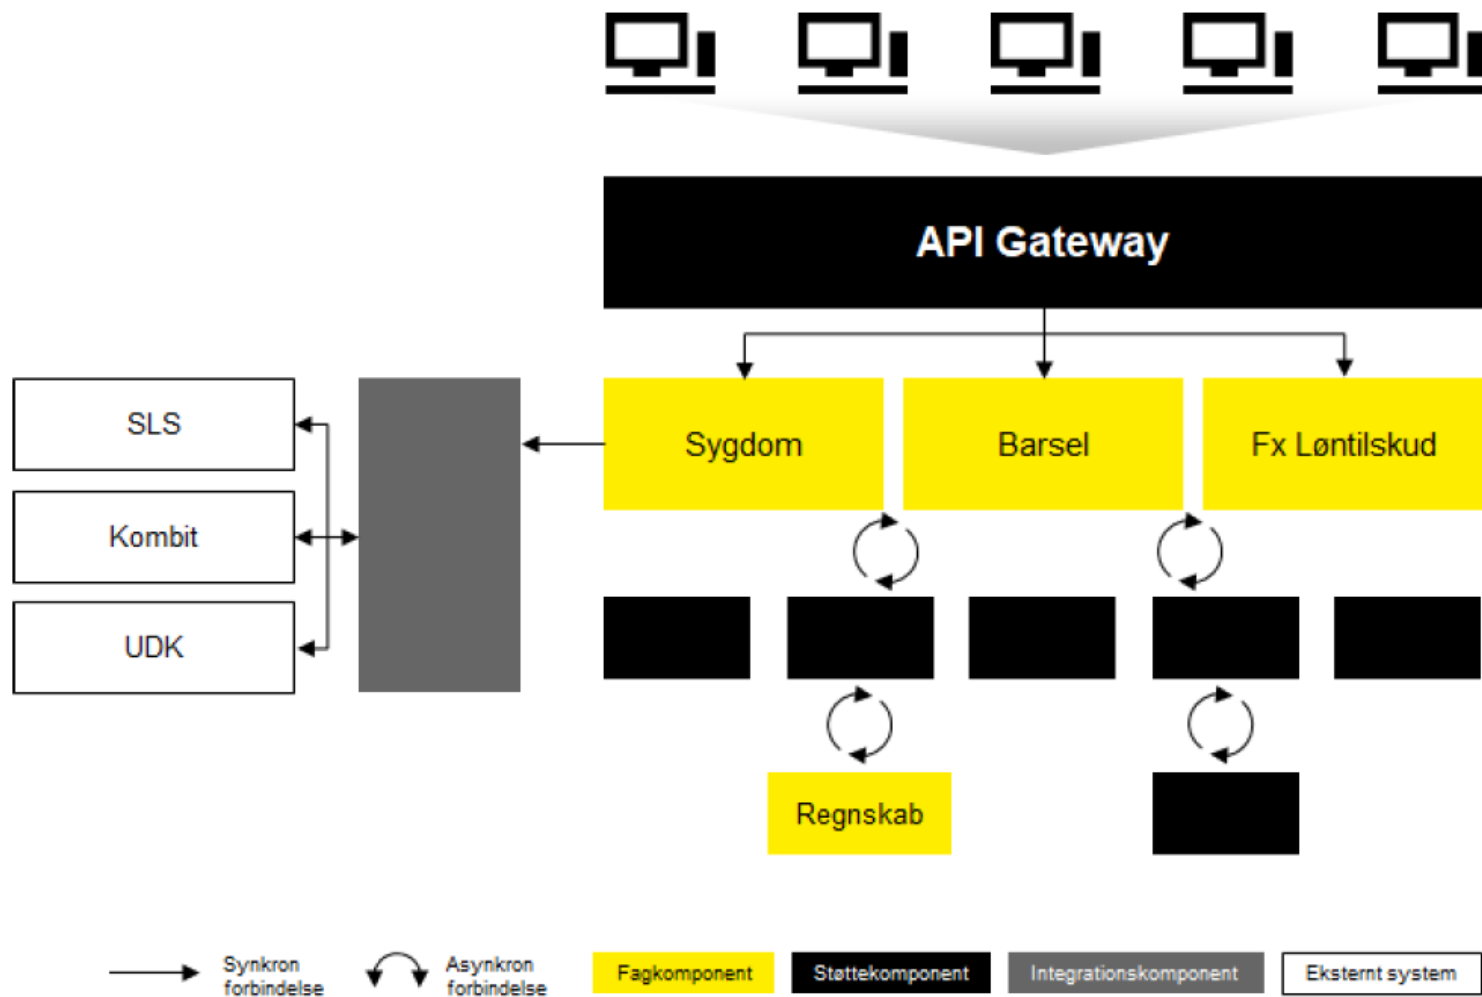 API Gateway
SLS
Kombit
UDK
Sygdom
Barsel
Fx Løntilskud
Regnskab
Synkron
forbindelse
Asynkron
forbindelse
Fagkomponent
Støttekomponent
Integrationskomponent
Eksternt system